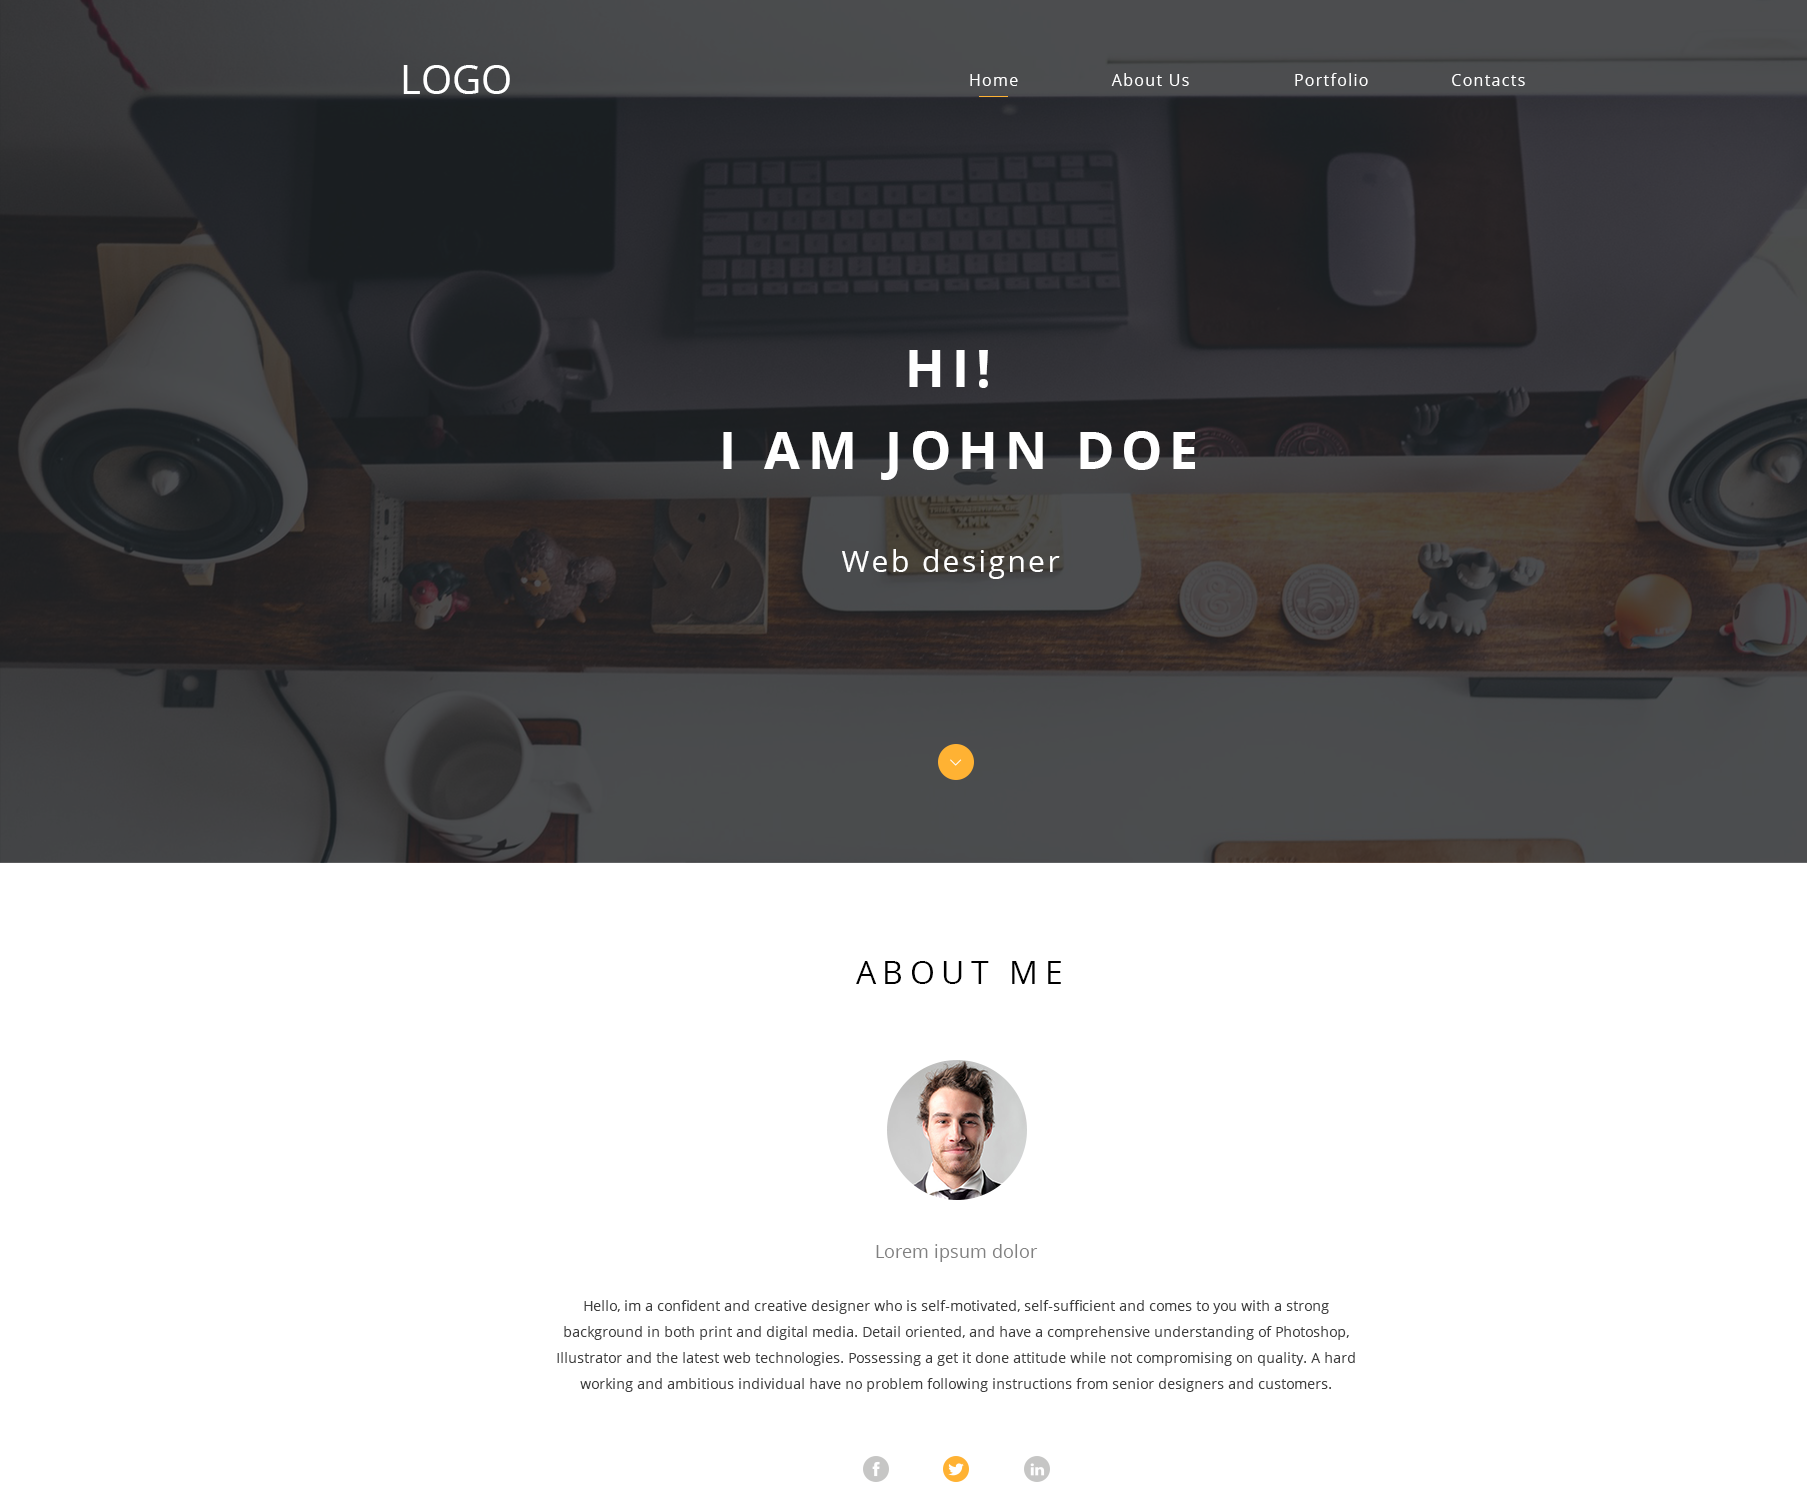 LOGO
Home
About Us
Portfolio
Contacts
HI!
I AM JOHN DOE
Web designer
ABOUT ME
Lorem ipsum dolor
Hello, im a confident and creative designer who is self-motivated, self-sufficient and comes to you with a strong
background in both print and digital media. Detail oriented, and have a comprehensive understanding of Photoshop,
Illustrator and the latest web technologies. Possessing a get it done attitude while not compromising on quality. A hard
working and ambitious individual have no problem following instructions from senior designers and customers.
f
in